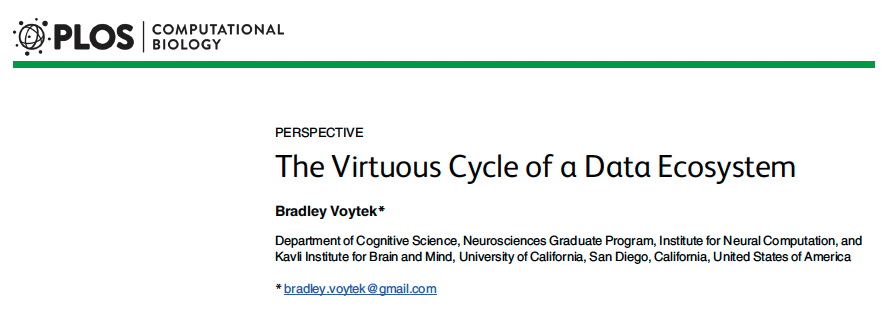 PLOS
COMPUTATIONAL
BIOLOGY
PERSPECTIVE
The Virtuous Cycle of a Data Ecosystem
Bradley Voytek*
Department of Cognitive Science, Neurosciences Graduate Program, Institute for Neural Computation, and
Kavli Institute for Brain and Mind, University of California, San Diego, California, United States of America
* bradley.voytek@gmail.com